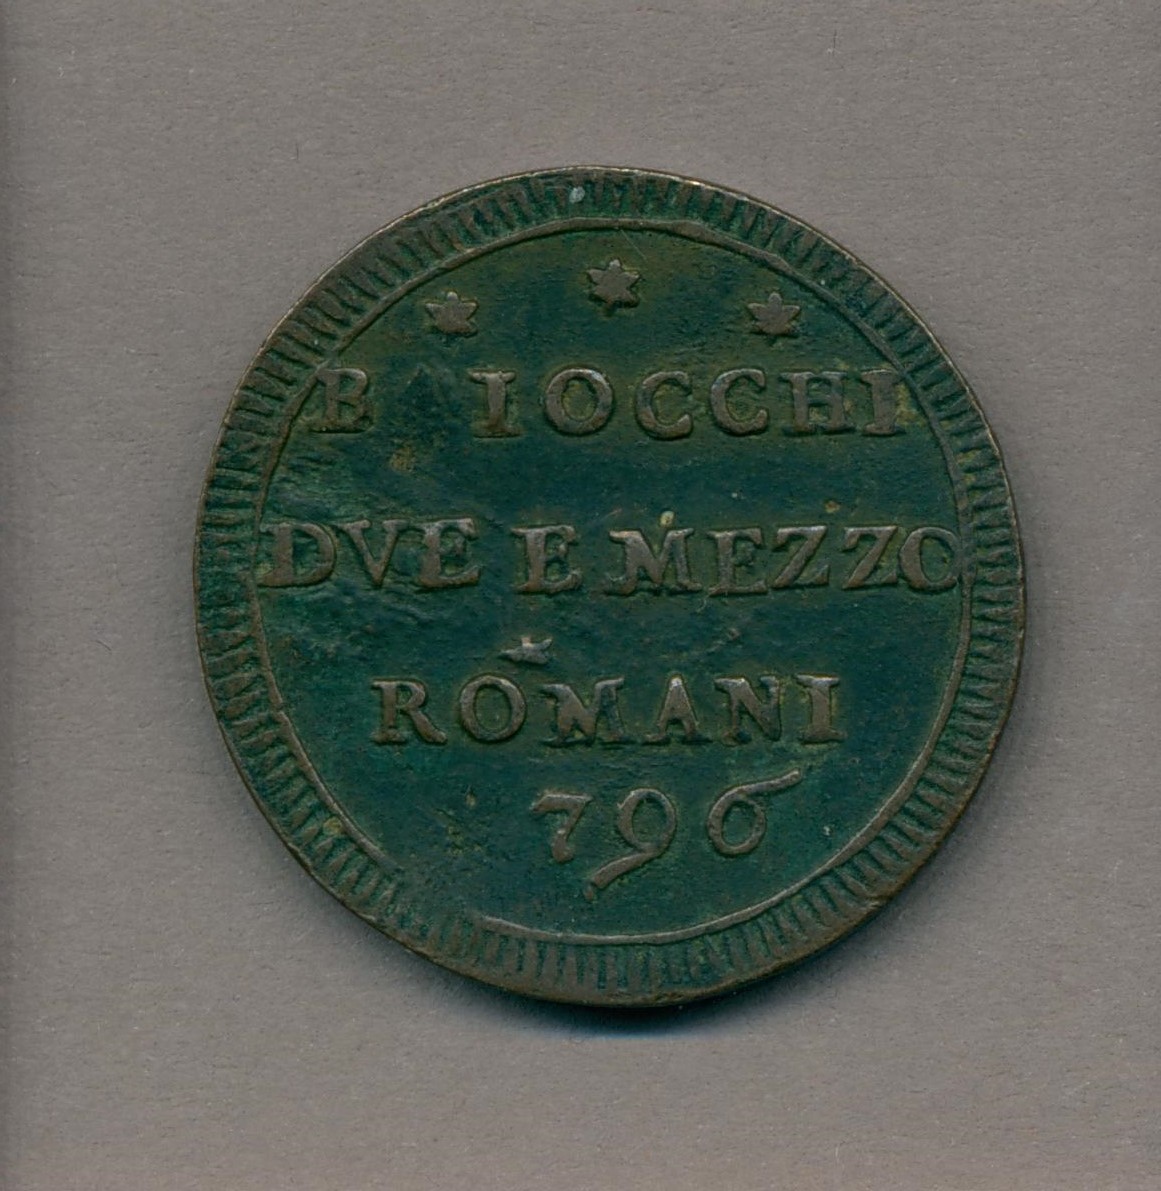 B IOCCHI
DVE E MEZZO
ROMANI
796